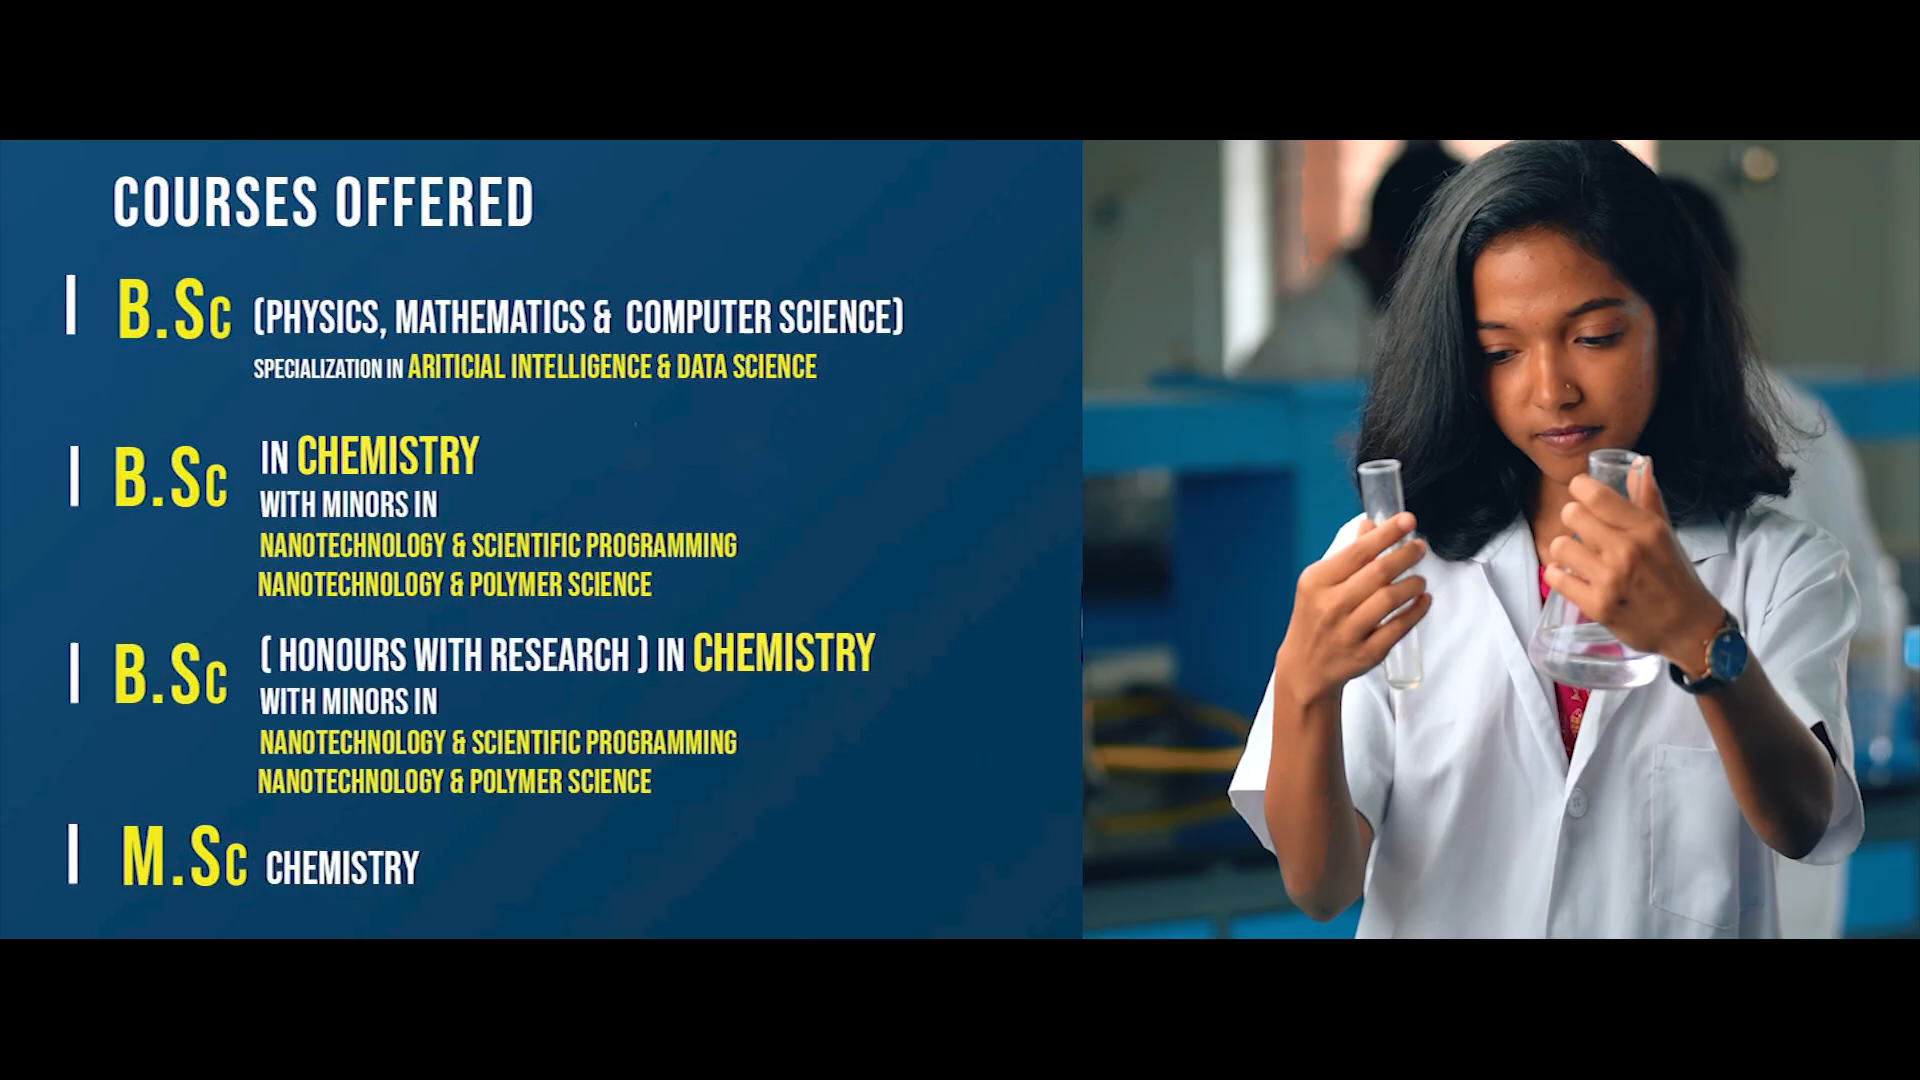 COURSES OFFERED
B.Sc (PHYSICS, MATHEMATICS & COMPUTER SCIENCE)
SPECIALIZATION IN ARITICIAL INTELLIGENCE & DATA SCIENCE
B.Sc IN CHEMISTRY
WITH MINORS IN
NANOTECHNOLOGY & SCIENTIFIC PROGRAMMING
NANOTECHNOLOGY & POLYMER SCIENCE
B.Sc ( HONOURS WITH RESEARCH ) IN CHEMISTRY
WITH MINORS IN
NANOTECHNOLOGY & SCIENTIFIC PROGRAMMING
NANOTECHNOLOGY & POLYMER SCIENCE
M.Sc CHEMISTRY